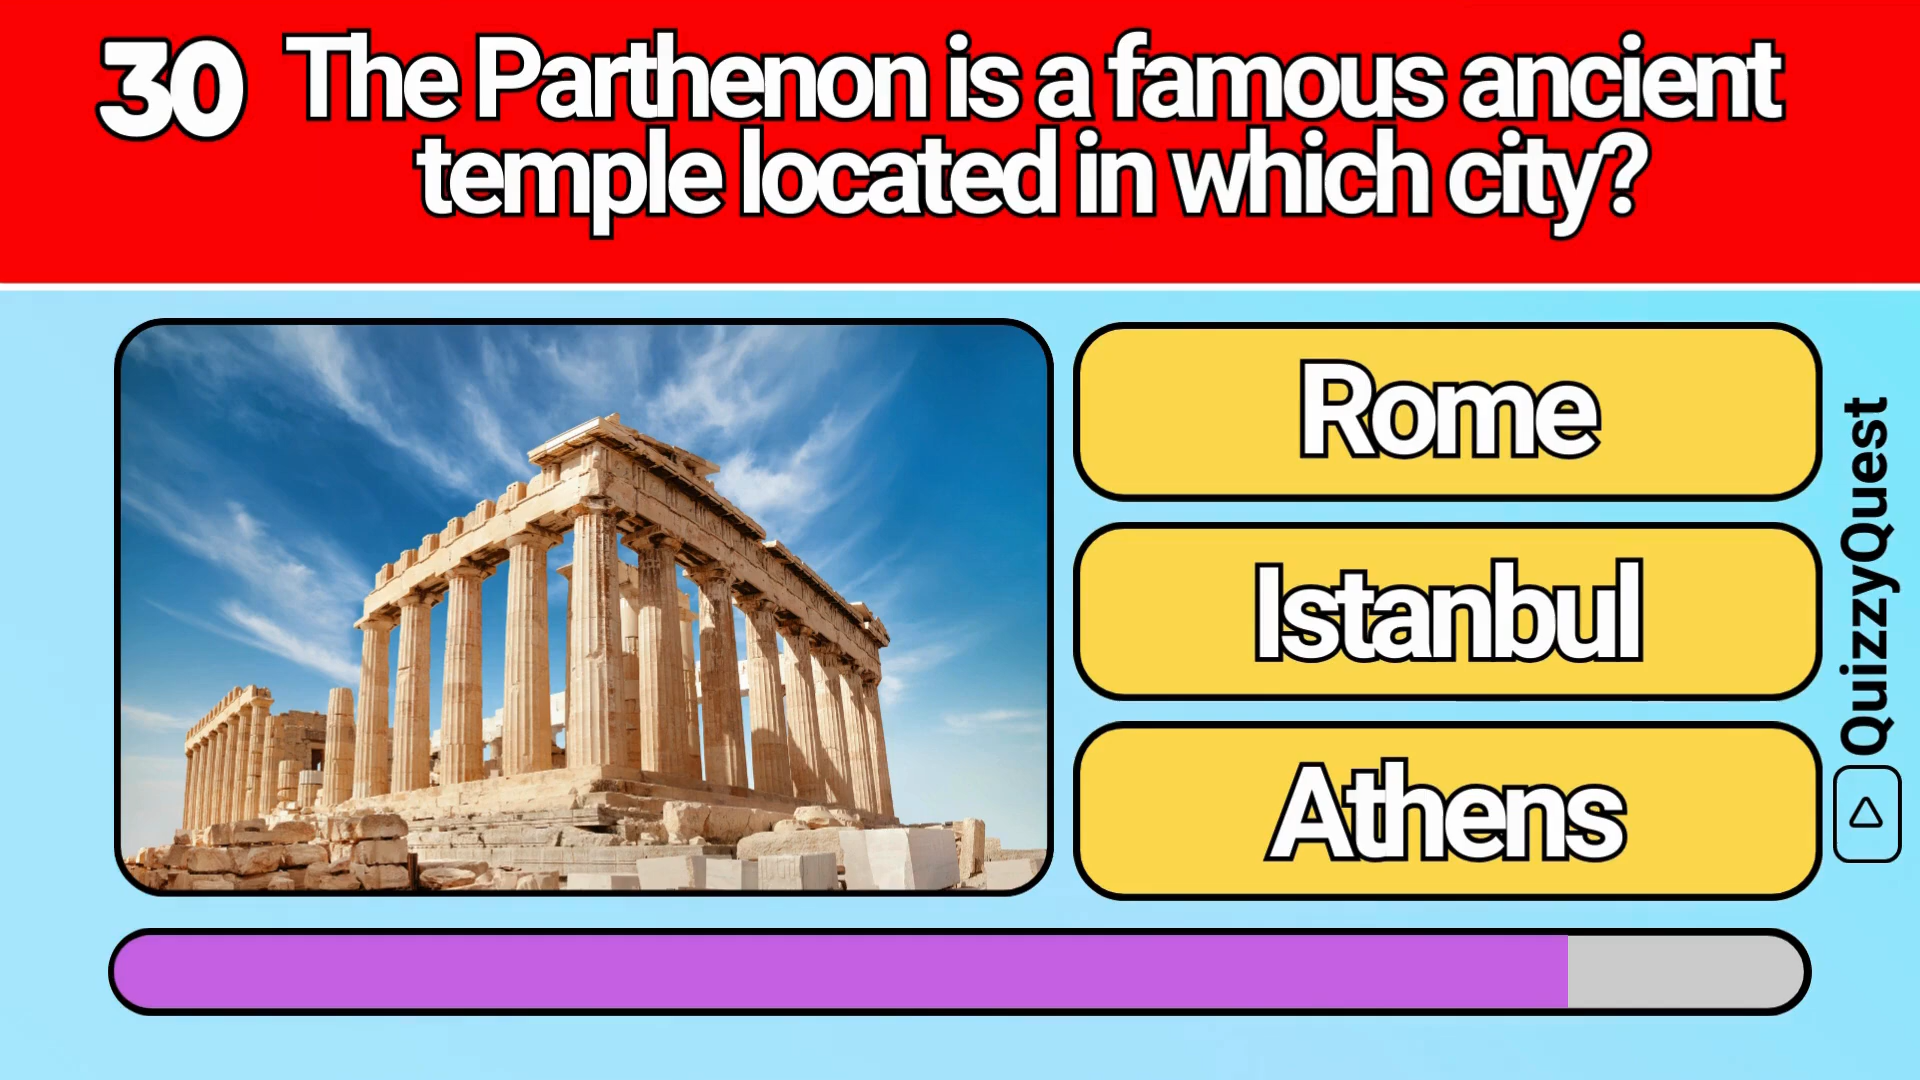 30 The Parthenon is a famous ancient
temple located in which city?
Rome
Istanbul
Athens
QuizzyQuest